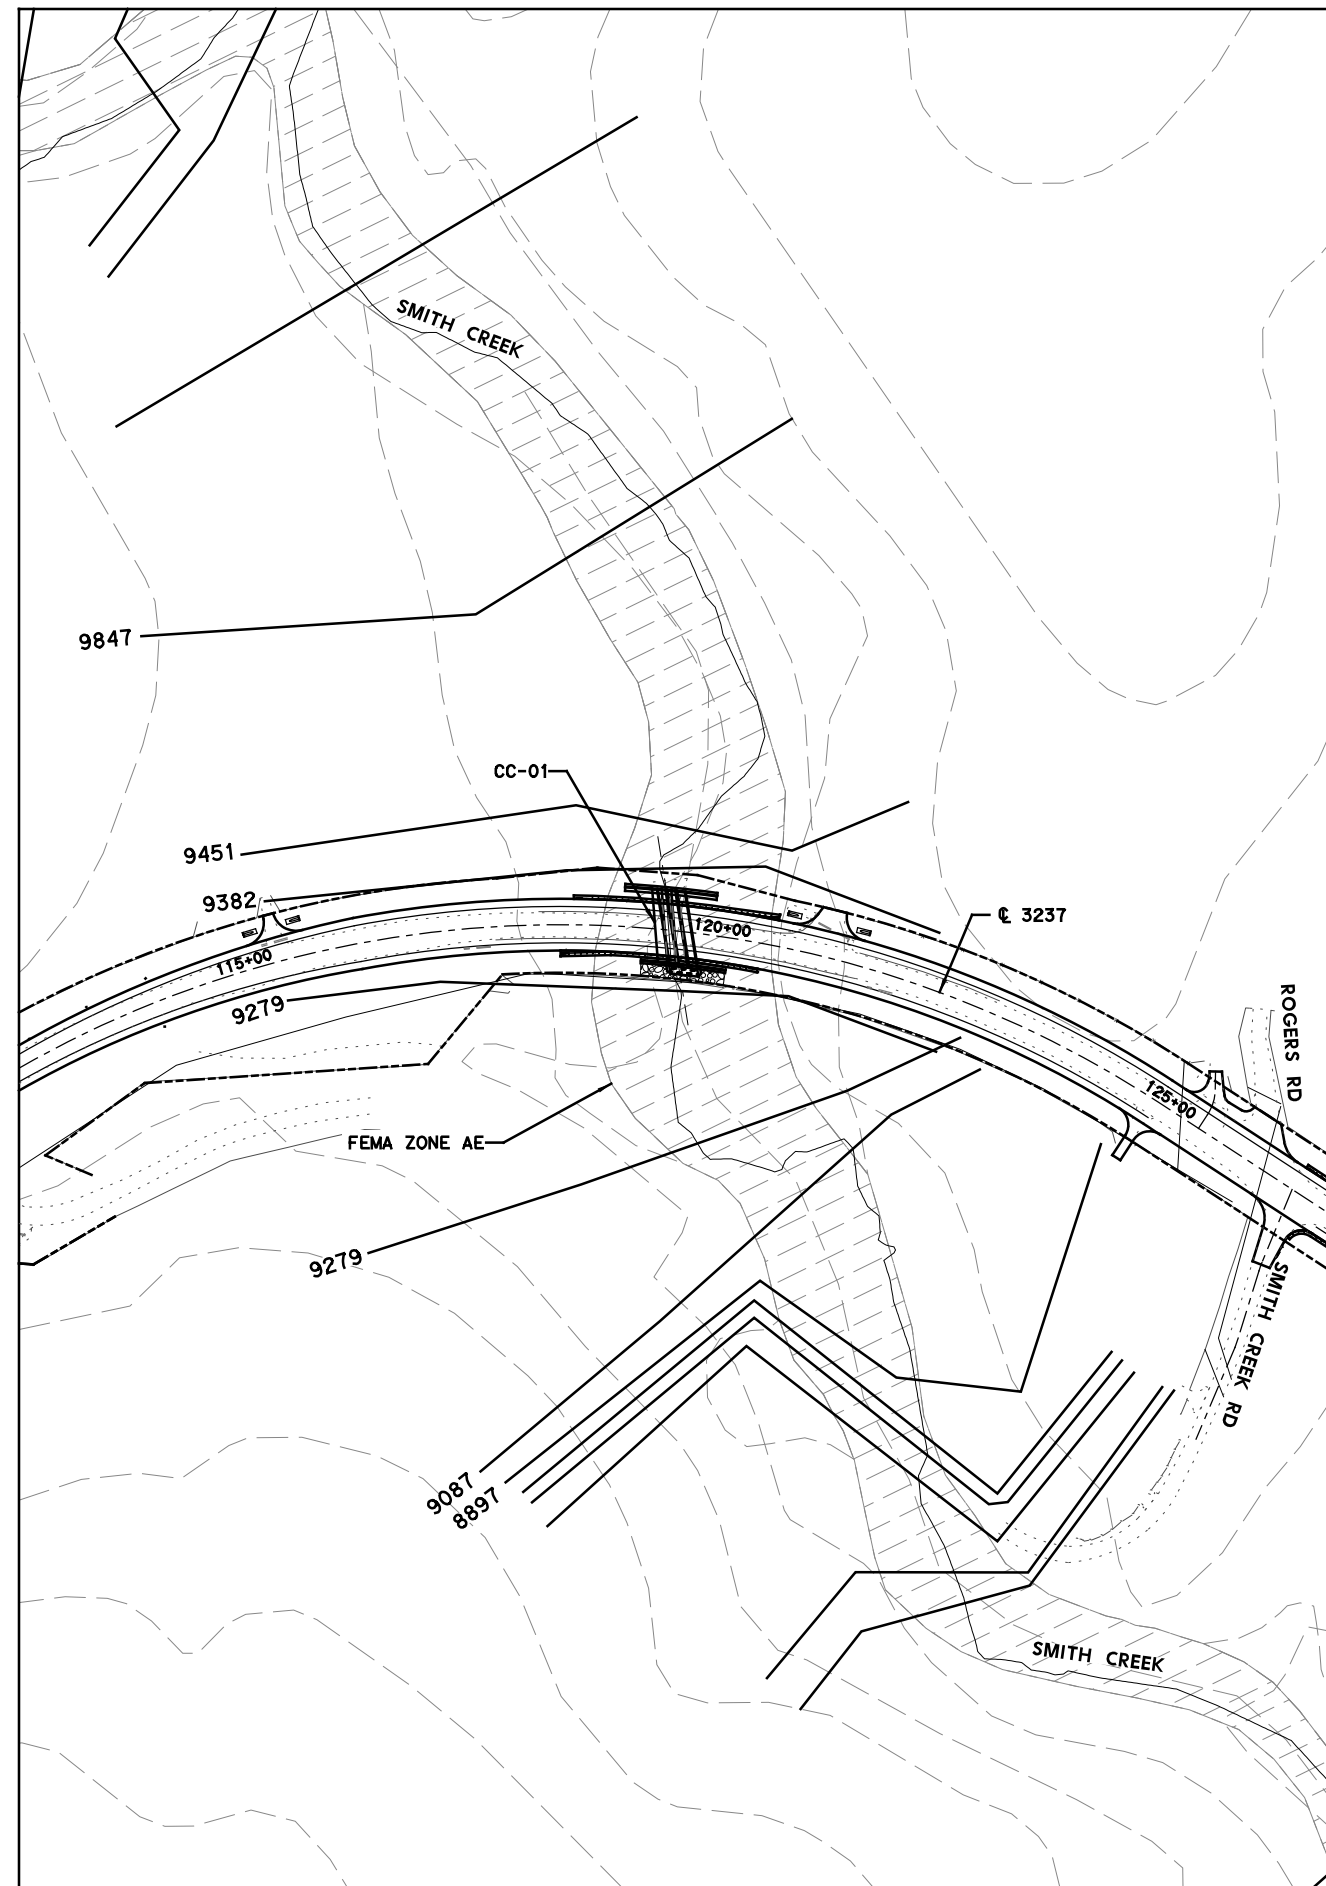 SMITH CREEK
9847
CC-01
9451
9382
120+00
℄ 3237
115+00
9279
ROGERS RD
125+00
FEMA ZONE AE
9279
SMITH CREEK RD
9087
8897
SMITH CREEK